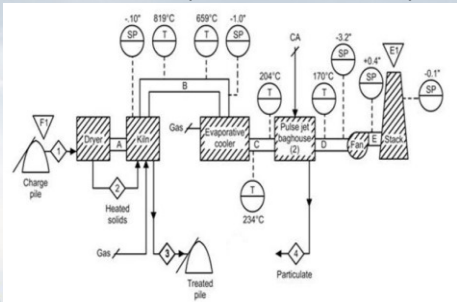 -.10"
819°C
659°C
-1.0"
SP
T
T
SP
CA
204°C
170°C
-3.2"
+0.4"
E1
T
T
SP
SP
-0.1"
SP
F1
B
Gas
Dryer
A
Kiln
Evaporative
cooler
C
Pulse jet
baghouse
(2)
D
Fan
E
Stack
1
Charge
pile
2
Heated
solids
T
234°C
Gas
3
Treated
pile
4
Particulate